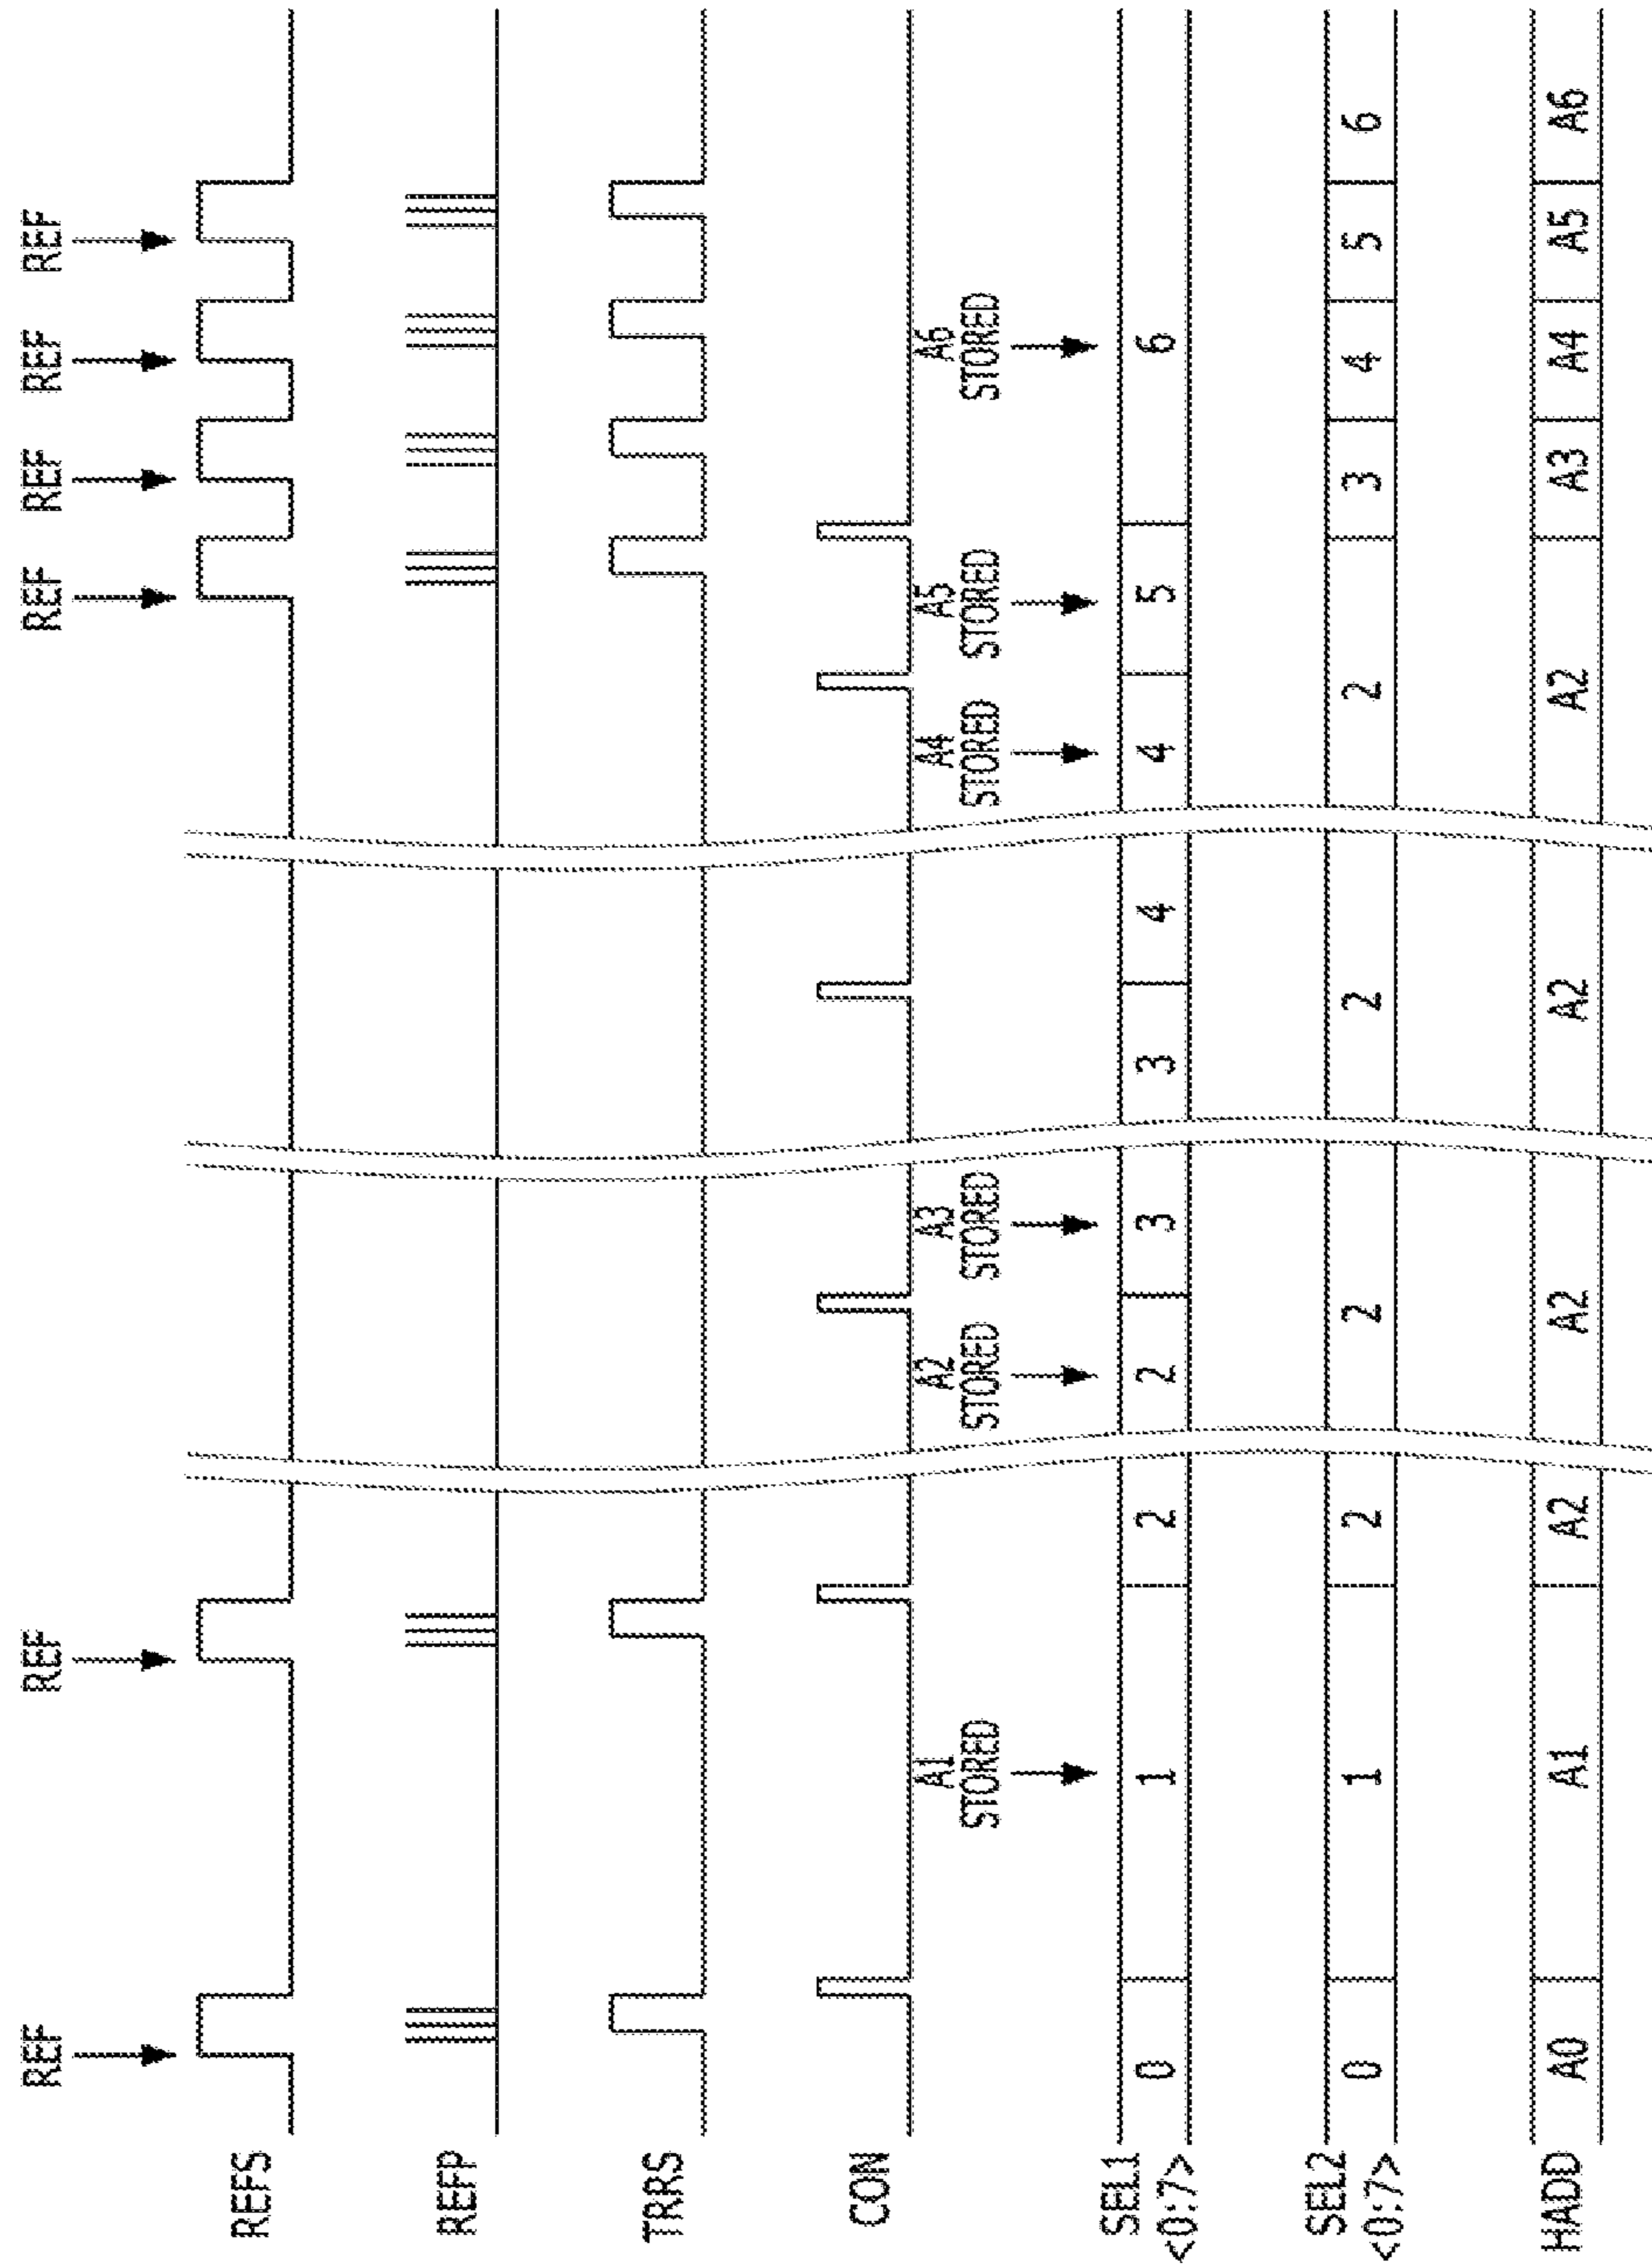 REF REF REF REF REF REF
REFS
REFP
TRRS
CON
A1 A2 A3 A4 A5 A6
STORED STORED STORED STORED STORED STORED
SEL1 0 1 2 2 3 3 4 4 5 6
<0:7>
SEL2 0 1 2 2 2 2 3 4 5 6
<0:7>
HADD A0 A1 A2 A2 A2 A2 A3 A4 A5 A6